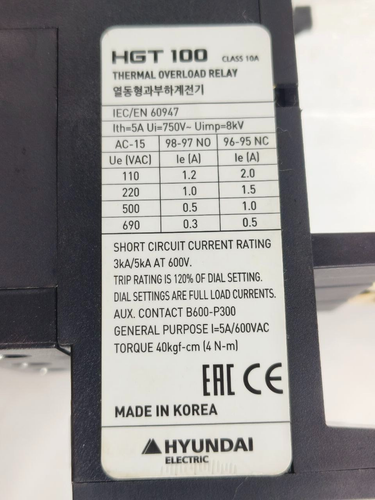 HGT 100 CLASS 10A
THERMAL OVERLOAD RELAY
열동형과부하계전기
IEC/EN 60947
Ith=5A Ui=750V~ Uimp=8kV
AC-15 98-97 NO 96-95 NC
Ue (VAC) Ie (A) Ie (A)
110 1.2 2.0
220 1.0 1.5
500 0.5 1.0
690 0.3 0.5
SHORT CIRCUIT CURRENT RATING
3kA/5kA AT 600V.
TRIP RATING IS 120% OF DIAL SETTING.
DIAL SETTINGS ARE FULL LOAD CURRENTS.
AUX. CONTACT B600-P300
GENERAL PURPOSE I=5A/600VAC
TORQUE 40kgf-cm (4 N-m)
EAC CE
MADE IN KOREA
HYUNDAI
ELECTRIC